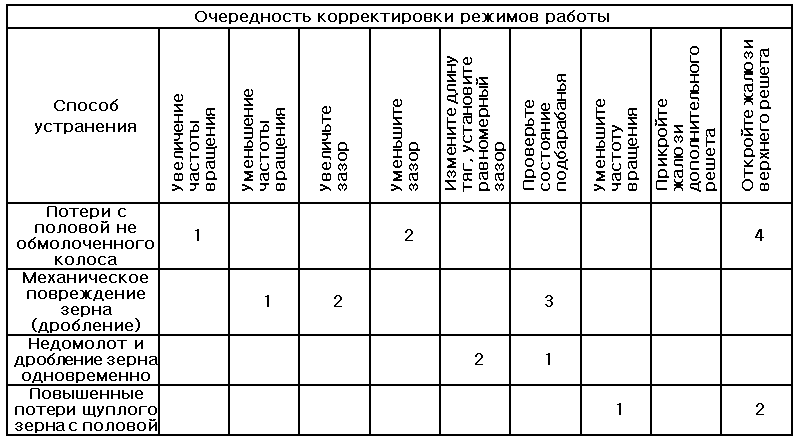 Очередность корректировки режимов работы
Способ
устранения
Увеличение
частоты
вращения
Уменьшение
частоты
вращения
Увеличьте
зазор
Уменьшите
зазор
Измените длину
тяг, установите
равномерный
зазор
Проверьте
состояние
подбарабанья
Уменьшите
частоту
вращения
Прикройте
жалюзи
дополнительного
решета
Откройте жалюзи
верхнего решета
Потери с
половой не
обмолоченного
колоса
1
2
4
Механическое
повреждение
зерна
(дробление)
1
2
3
Недомолот и
дробление зерна
одновременно
2
1
Повышенные
потери щуплого
зерна с половой
1
2